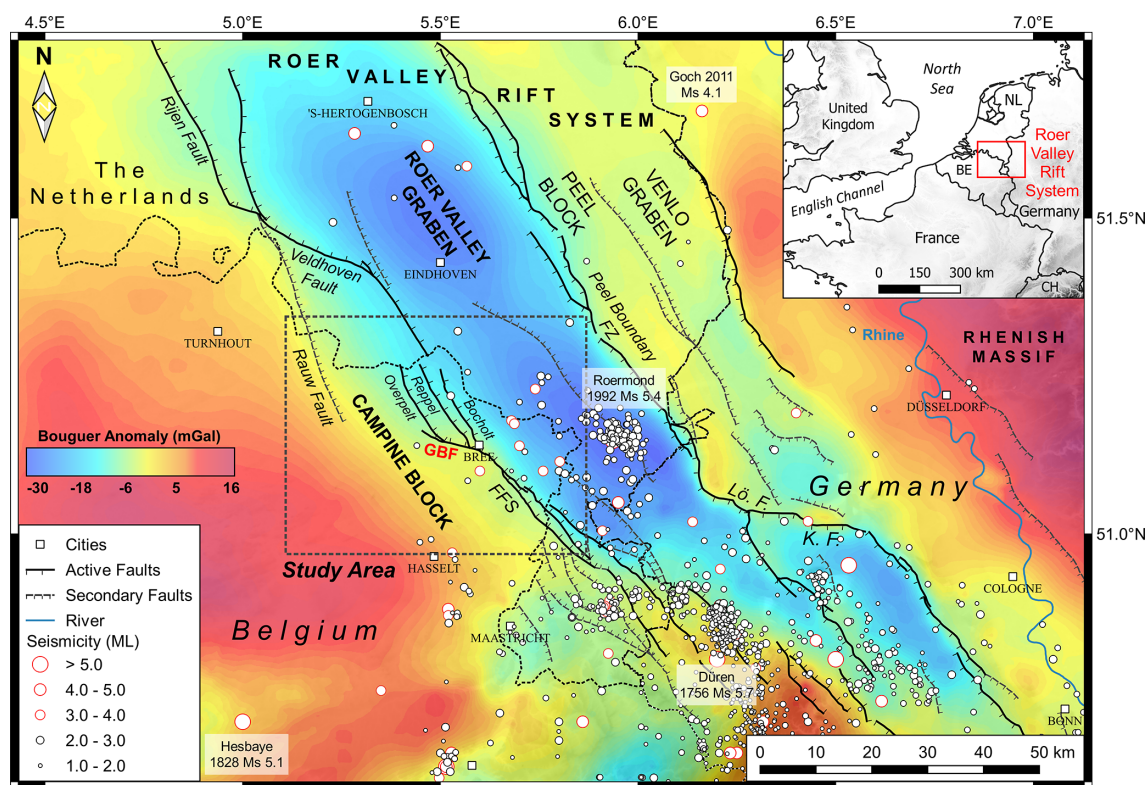 4.5°E 5.0°E 5.5°E 6.0°E 6.5°E 7.0°E
N
N
ROER
VALLEY
RIFT
SYSTEM
Goch 2011
Ms 4.1
'S-HERTOGENBOSCH
Rijen Fault
The
Netherlands
ROER VALLEY
GRABEN
PEEL
BLOCK
VENLO
GRABEN
EINDHOVEN
Veldhoven
Fault
Peel Boundary
FZ
TURNHOUT
Rauw Fault
Overpelt
Reppel
Bocholt
GBF
BREE
CAMPINE BLOCK
FFS
Roermond
1992 Ms 5.4
Study Area
HASSELT
MAASTRICHT
Belgium
Germany
Lö. F.
K. F.
Rhine
RHENISH
MASSIF
DÜSSELDORF
COLOGNE
BONN
Düren
1756 Ms 5.7
Hesbaye
1828 Ms 5.1
51.5°N
51.0°N
North
Sea
United
Kingdom
NL
BE
English Channel
Roer
Valley
Rift
System
Germany
France
CH
0 150 300 km
Bouguer Anomaly (mGal)
-30 -18 -6 5 16
Cities
Active Faults
Secondary Faults
River
Seismicity (ML)
> 5.0
4.0 - 5.0
3.0 - 4.0
2.0 - 3.0
1.0 - 2.0
0 10 20 30 40 50 km